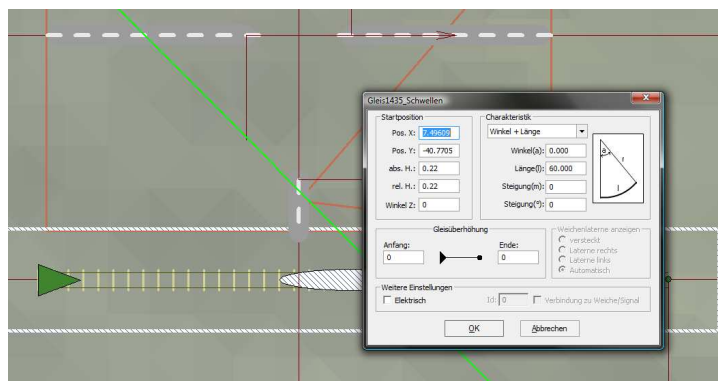 Gleis1435_Schwellen
Startposition
Pos. X: 7.49609
Pos. Y: -40.7705
abs. H.: 0.22
rel. H.: 0.22
Winkel Z: 0
Charakteristik
Winkel + Länge
Winkel(a): 0.000
Länge(l): 60.000
Steigung(m): 0
Steigung(°): 0
a
r
l
Gleisüberhöhung
Anfang:
0
Ende:
0
Weichenlaterne anzeigen
versteckt
Laterne rechts
Laterne links
Automatisch
Weitere Einstellungen
Elektrisch
Id: 0
Verbindung zu Weiche/Signal
OK
Abbrechen